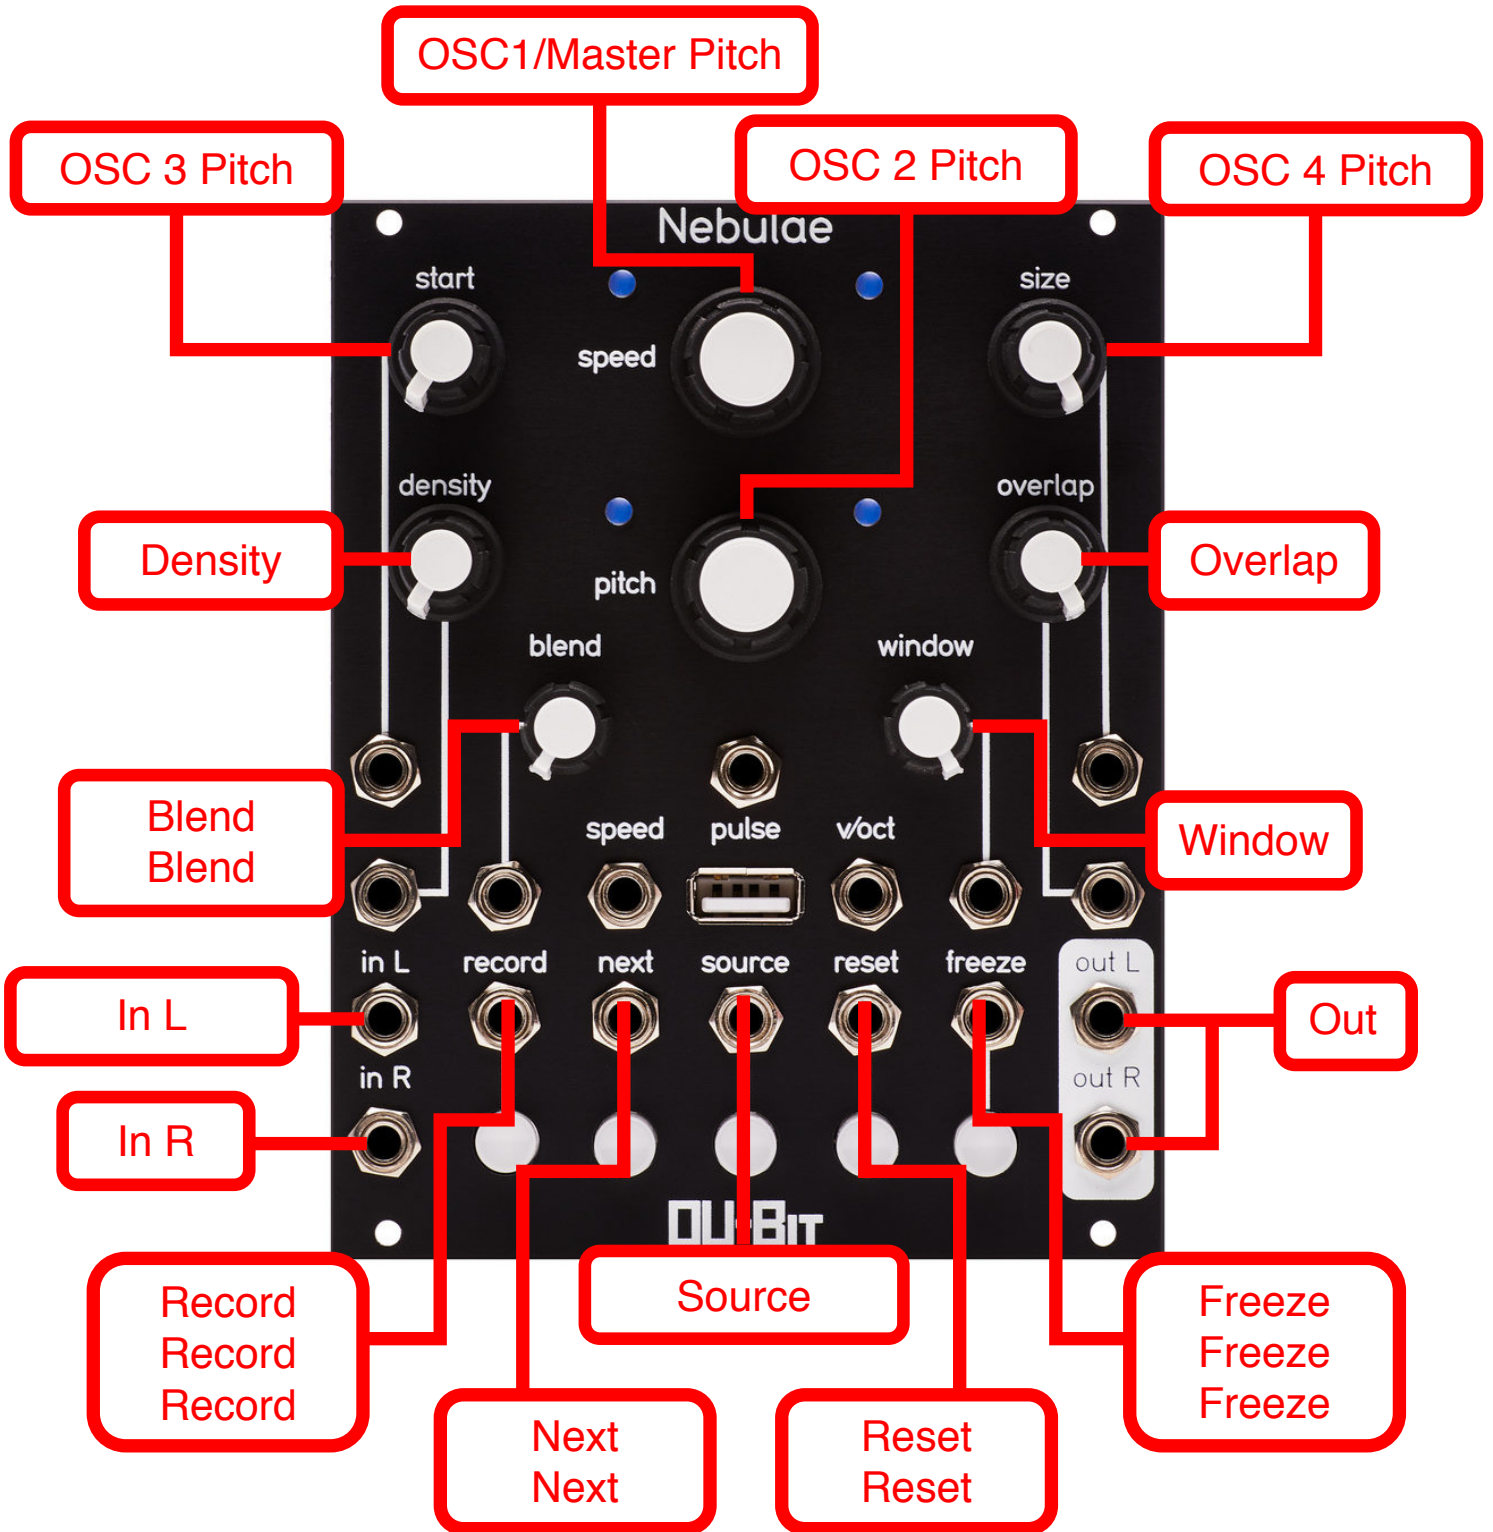 OSC1/Master Pitch
OSC 3 Pitch
OSC 2 Pitch
OSC 4 Pitch
Nebulae
start
size
speed
density
overlap
Density
Overlap
pitch
blend
window
Blend
Blend
speed
pulse
v/oct
Window
in L
record
next
source
reset
freeze
out L
In L
Out
in R
out R
In R
QU-BIT
Record
Record
Record
Source
Freeze
Freeze
Freeze
Next
Next
Reset
Reset